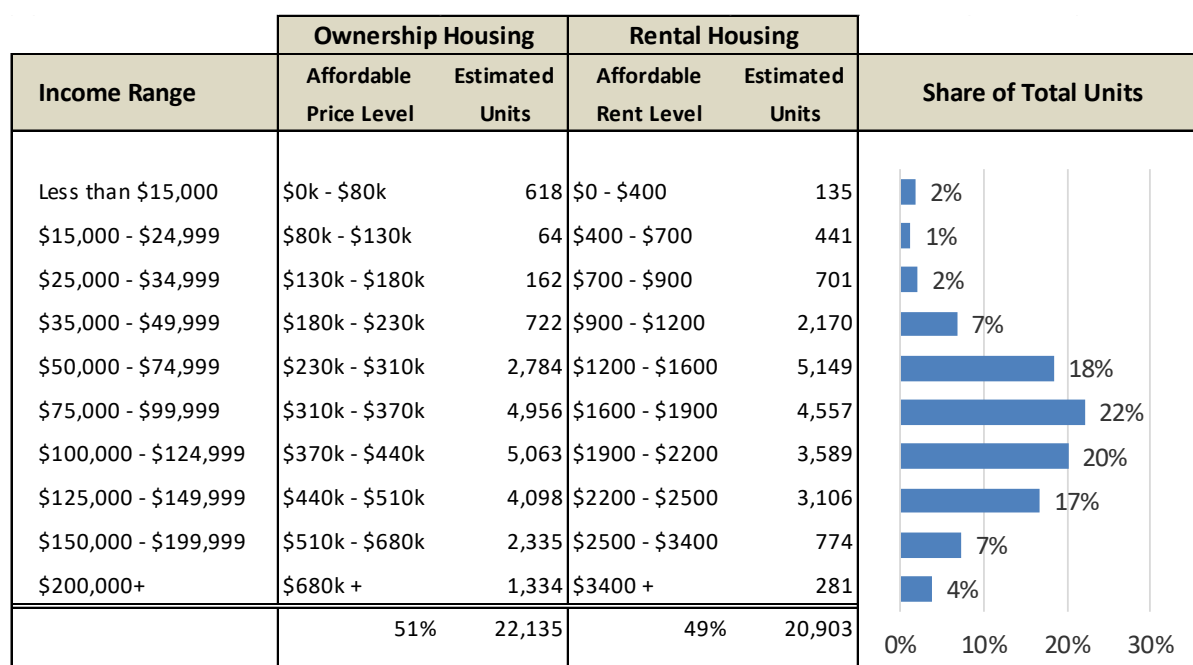 Ownership Housing Rental Housing
Income Range Affordable Price Level Estimated Units Affordable Rent Level Estimated Units Share of Total Units
Less than $15,000 $0k - $80k 618 $0 - $400 135 2%
$15,000 - $24,999 $80k - $130k 64 $400 - $700 441 1%
$25,000 - $34,999 $130k - $180k 162 $700 - $900 701 2%
$35,000 - $49,999 $180k - $230k 722 $900 - $1200 2,170 7%
$50,000 - $74,999 $230k - $310k 2,784 $1200 - $1600 5,149 18%
$75,000 - $99,999 $310k - $370k 4,956 $1600 - $1900 4,557 22%
$100,000 - $124,999 $370k - $440k 5,063 $1900 - $2200 3,589 20%
$125,000 - $149,999 $440k - $510k 4,098 $2200 - $2500 3,106 17%
$150,000 - $199,999 $510k - $680k 2,335 $2500 - $3400 774 7%
$200,000+ $680k + 1,334 $3400 + 281 4%
51% 22,135 49% 20,903
0% 10% 20% 30%